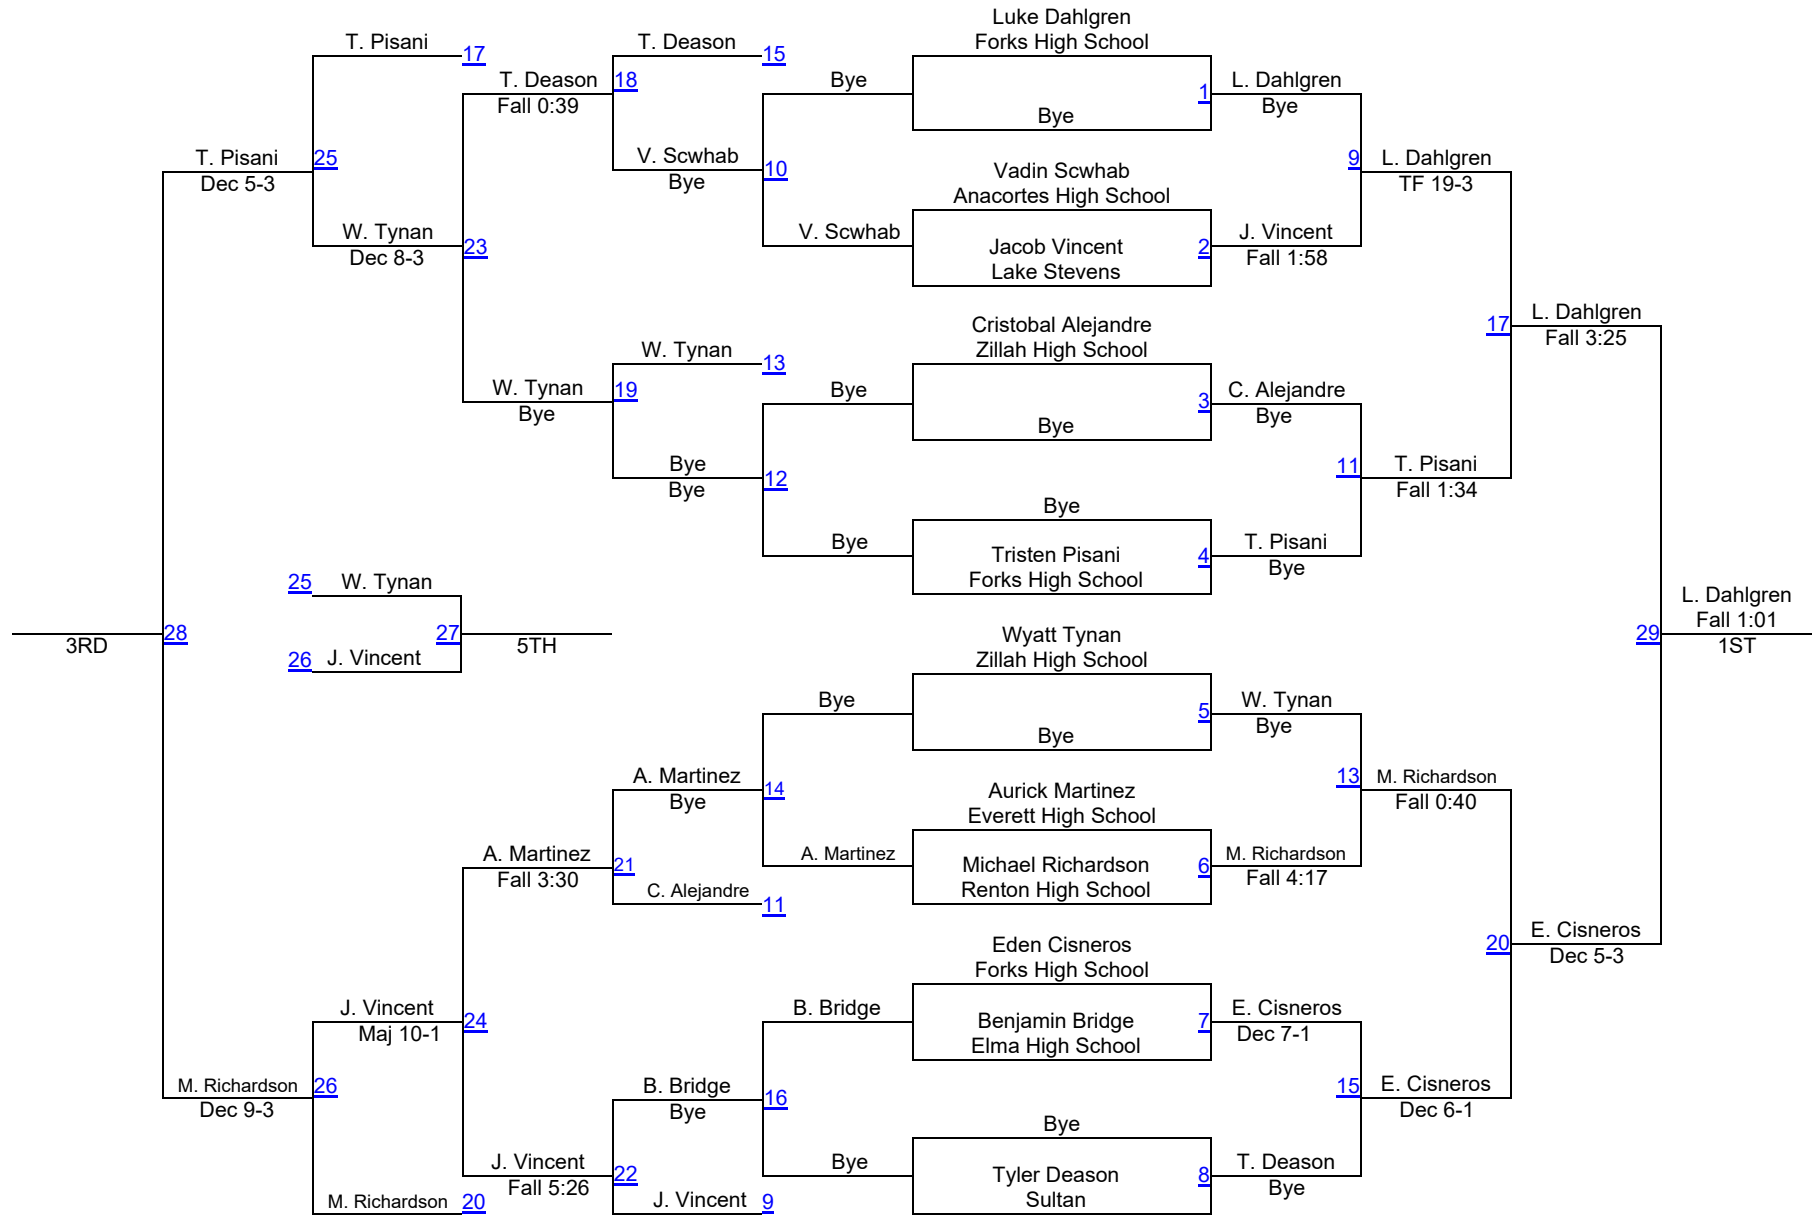 Luke Dahlgren
Forks High School
T. Pisani
17
T. Deason
15
T. Deason
18
Bye
1
L. Dahlgren
Fall 0:39
Bye
Bye
T. Pisani
25
V. Scwhab
10
Vadin Scwhab
9
L. Dahlgren
Dec 5-3
Bye
Anacortes High School
TF 19-3
W. Tynan
23
V. Scwhab
Jacob Vincent
2
J. Vincent
Dec 8-3
Lake Stevens
Fall 1:58
Cristobal Alejandre
17
L. Dahlgren
W. Tynan
13
Zillah High School
Fall 3:25
W. Tynan
19
Bye
3
C. Alejandre
Bye
Bye
Bye
Bye
12
11
T. Pisani
Bye
Bye
Fall 1:34
Bye
Tristen Pisani
4
T. Pisani
Forks High School
Bye
25
W. Tynan
L. Dahlgren
Fall 1:01
3RD
28
27
5TH
Wyatt Tynan
29
1ST
26
J. Vincent
Zillah High School
Bye
5
W. Tynan
Bye
Bye
A. Martinez
14
Aurick Martinez
13
M. Richardson
Bye
Everett High School
Fall 0:40
A. Martinez
21
A. Martinez
Michael Richardson
6
M. Richardson
Fall 3:30
C. Alejandre
11
Renton High School
Fall 4:17
Eden Cisneros
20
E. Cisneros
Forks High School
Dec 5-3
J. Vincent
24
B. Bridge
Benjamin Bridge
7
E. Cisneros
Maj 10-1
Elma High School
Dec 7-1
M. Richardson
26
B. Bridge
16
15
E. Cisneros
Dec 9-3
Bye
Bye
Dec 6-1
J. Vincent
22
Bye
Tyler Deason
8
T. Deason
Fall 5:26
Sultan
Bye
M. Richardson
20
J. Vincent
9